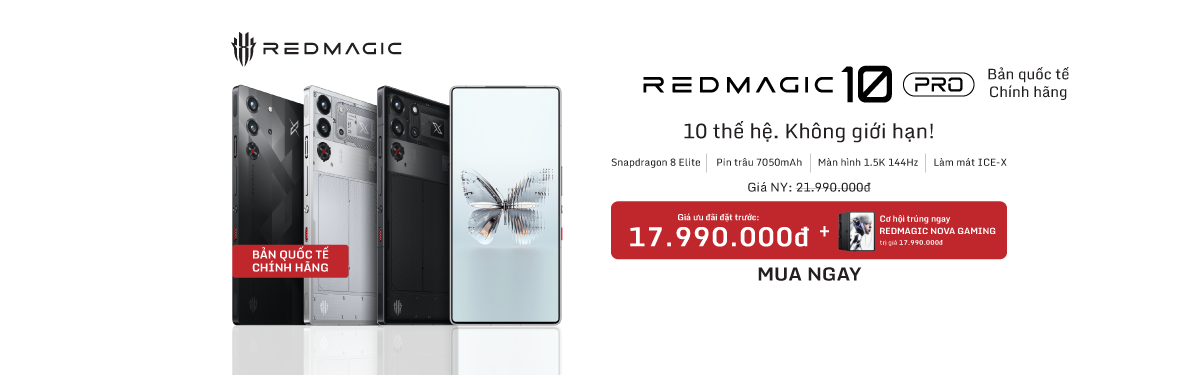 REDMAGIC
BẢN QUỐC TẾ
CHÍNH HÃNG
REDMAGIC 10 PRO
Bản quốc tế
Chính hãng
10 thế hệ. Không giới hạn!
Snapdragon 8 Elite | Pin trâu 7050mAh | Màn hình 1.5K 144Hz | Làm mát ICE-X
Giá NY: 21.990.000đ
Giá ưu đãi đặt trước:
17.990.000đ +
Cơ hội trúng ngay
REDMAGIC NOVA GAMING
trị giá 17.990.000đ
MUA NGAY